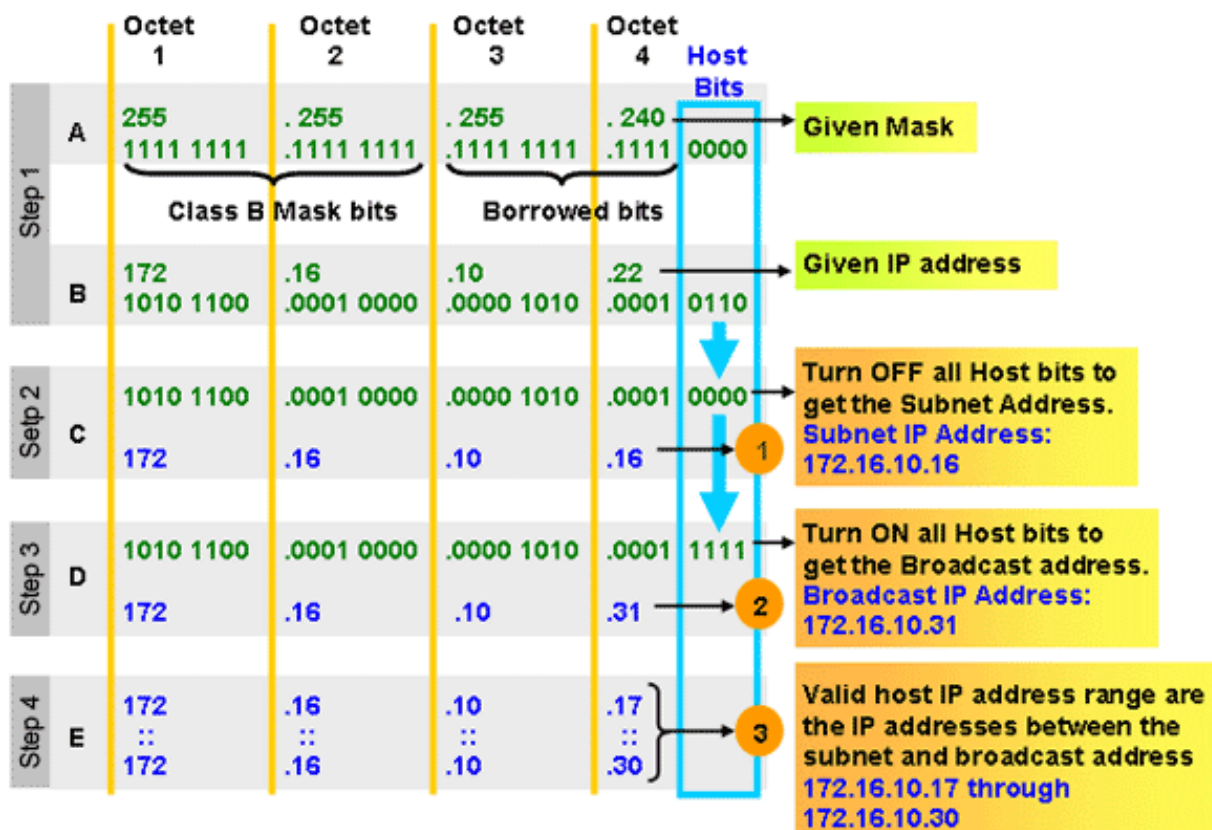 Octet 1
Octet 2
Octet 3
Octet 4
Host Bits
Step 1
A
255 .255 .255 .240
Given Mask
1111 1111 .1111 1111 .1111 1111 .1111 0000
Class B Mask bits
Borrowed bits
B
172 .16 .10 .22
Given IP address
1010 1100 .0001 0000 .0000 1010 .0001 0110
Setp 2
C
1010 1100 .0001 0000 .0000 1010 .0001 0000
Turn OFF all Host bits to
get the Subnet Address.
Subnet IP Address:
172.16.10.16
172 .16 .10 .16
1
Step 3
D
1010 1100 .0001 0000 .0000 1010 .0001 1111
Turn ON all Host bits to
get the Broadcast address.
Broadcast IP Address:
172.16.10.31
172 .16 .10 .31
2
Step 4
E
172 .16 .10 .17
:: :: :: ::
172 .16 .10 .30
3
Valid host IP address range are
the IP addresses between the
subnet and broadcast address
172.16.10.17 through
172.16.10.30